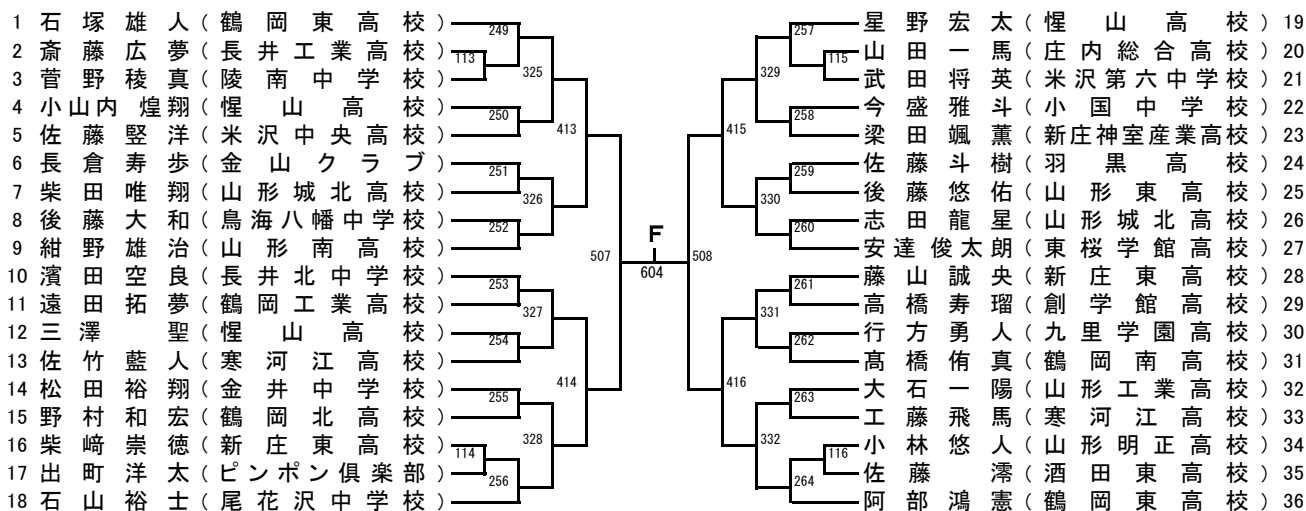 1 石塚雄人(鶴岡東高校) 249 257 星野宏太(惺山高校) 19
2 斎藤広夢(長井工業高校) 113 115 山田一馬(庄内総合高校) 20
3 菅野稜真(陵南中学校) 325 329 武田将英(米沢第六中学校) 21
4 小山内煌翔(惺山高校) 250 258 今盛雅斗(小国中学校) 22
5 佐藤竪洋(米沢中央高校) 413 415 梁田颯薫(新庄神室産業高校) 23
6 長倉寿歩(金山クラブ) 251 259 佐藤斗樹(羽黒高校) 24
7 柴田唯翔(山形城北高校) 326 330 後藤悠佑(山形東高校) 25
8 後藤大和(鳥海八幡中学校) 252 260 志田龍星(山形城北高校) 26
9 紺野雄治(山形南高校) 507 F 508 安達俊太朗(東桜学館高校) 27
604
10 濱田空良(長井北中学校) 253 261 藤山誠央(新庄東高校) 28
11 遠田拓夢(鶴岡工業高校) 327 331 高橋寿瑠(創学館高校) 29
12 三澤聖(惺山高校) 254 262 行方勇人(九里学園高校) 30
13 佐竹藍人(寒河江高校) 414 416 髙橋侑真(鶴岡南高校) 31
14 松田裕翔(金井中学校) 255 263 大石一陽(山形工業高校) 32
15 野村和宏(鶴岡北高校) 328 332 工藤飛馬(寒河江高校) 33
16 柴﨑崇徳(新庄東高校) 114 116 小林悠人(山形明正高校) 34
17 出町洋太(ピンポン倶楽部) 256 264 佐藤澪(酒田東高校) 35
18 石山裕士(尾花沢中学校) 阿部鴻憲(鶴岡東高校) 36